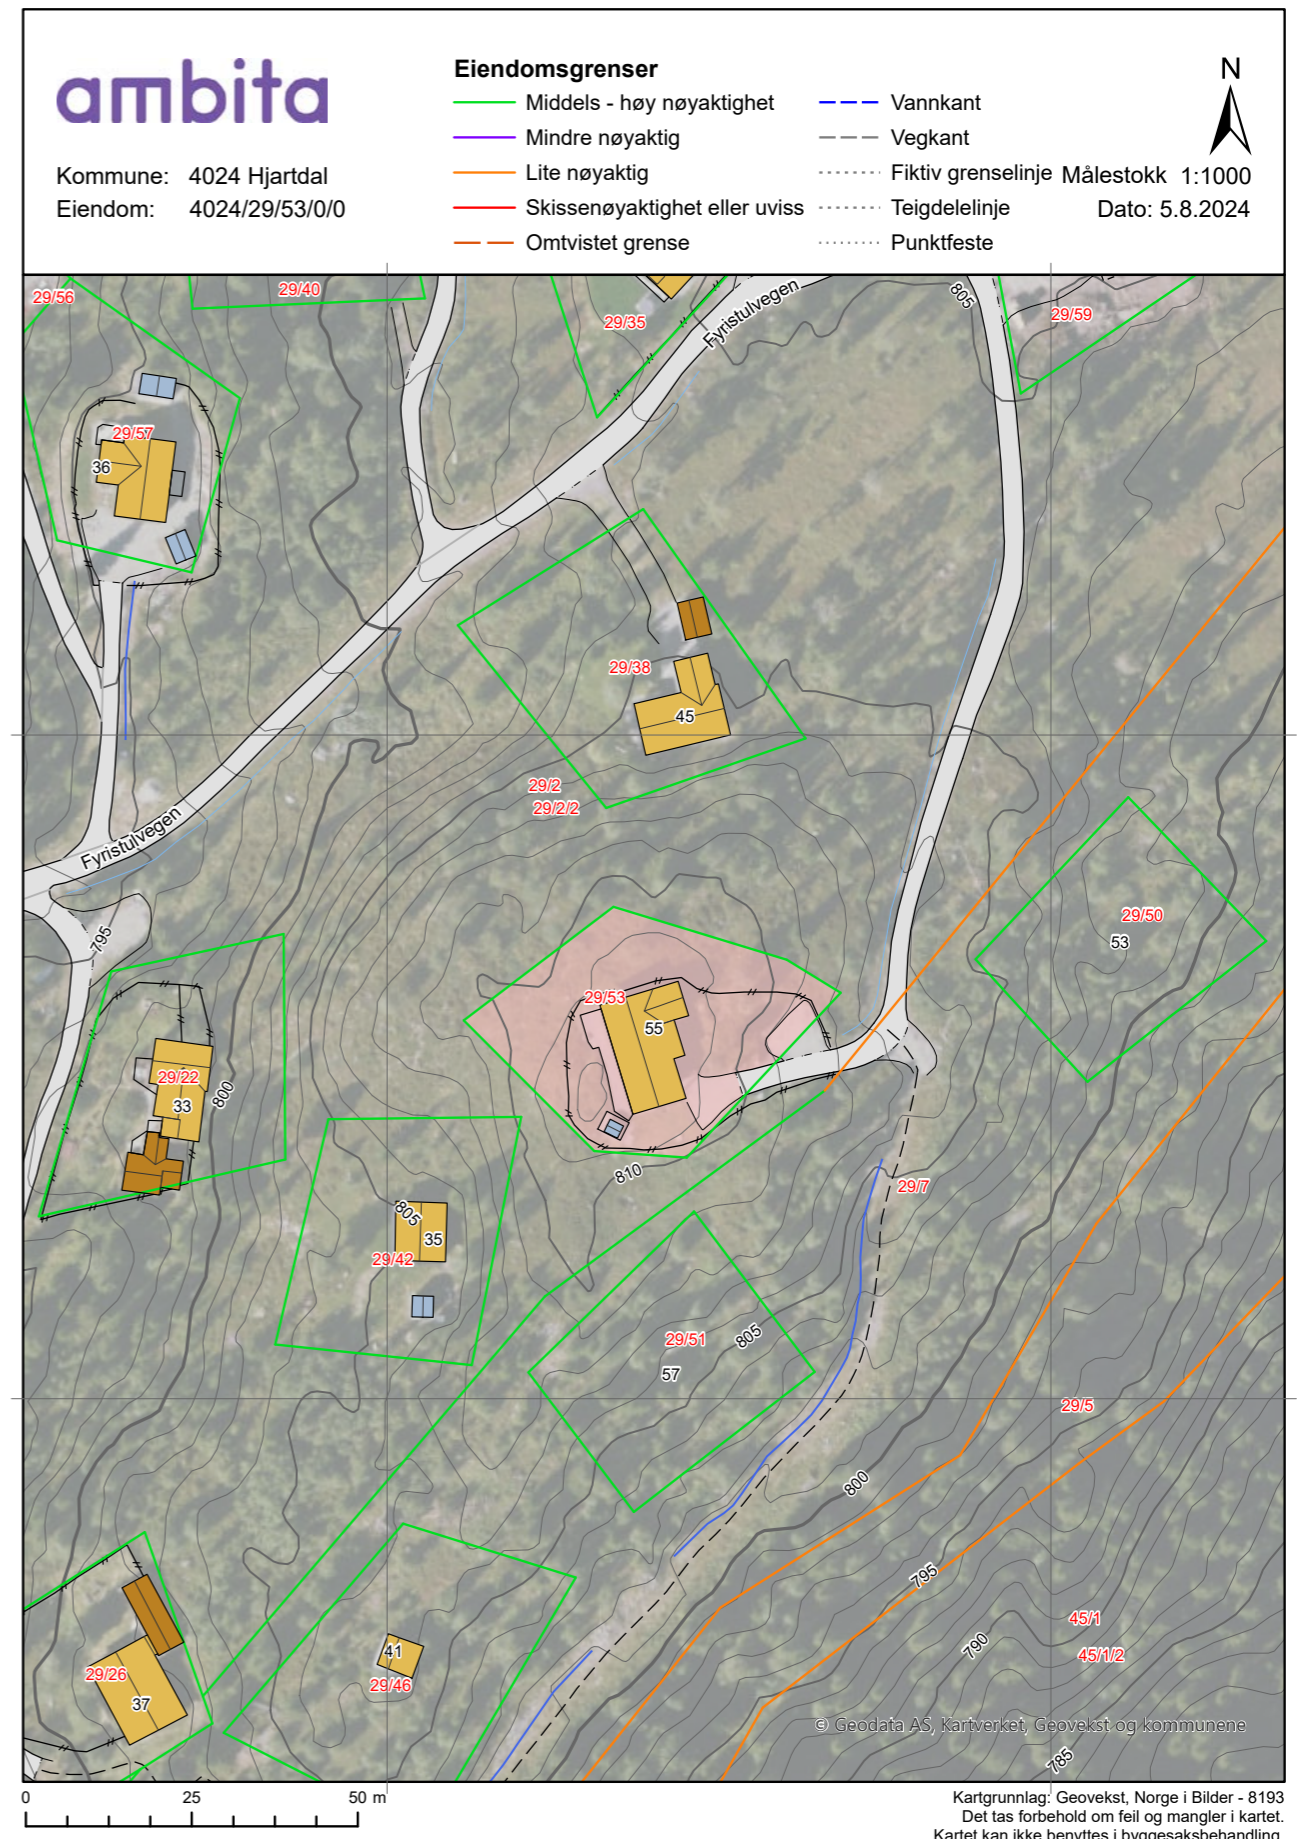 ambita
Kommune: 4024 Hjartdal
Eiendom: 4024/29/53/0/0
Eiendomsgrenser
Middels - høy nøyaktighet
Mindre nøyaktig
Lite nøyaktig
Skissenøyaktighet eller uviss
Omtvistet grense
Vannkant
Vegkant
Fiktiv grenselinje
Teigdelelinje
Punktfeste
N
Målestokk 1:1000
Dato: 5.8.2024
29/56
29/40
29/35
Fyristulvegen
805
29/59
29/57
36
29/38
45
29/2
29/2/2
Fyristulvegen
795
29/50
53
29/53
55
29/22
33
800
810
29/7
805
35
29/42
29/51
805
57
29/5
800
795
45/1
790
45/1/2
41
29/46
29/26
37
© Geodata AS, Kartverket, Geovekst og kommunene
785
0 25 50 m
Kartgrunnlag: Geovekst, Norge i Bilder - 8193
Det tas forbehold om feil og mangler i kartet.
Kartet kan ikke benyttes i byggesaksbehandling.